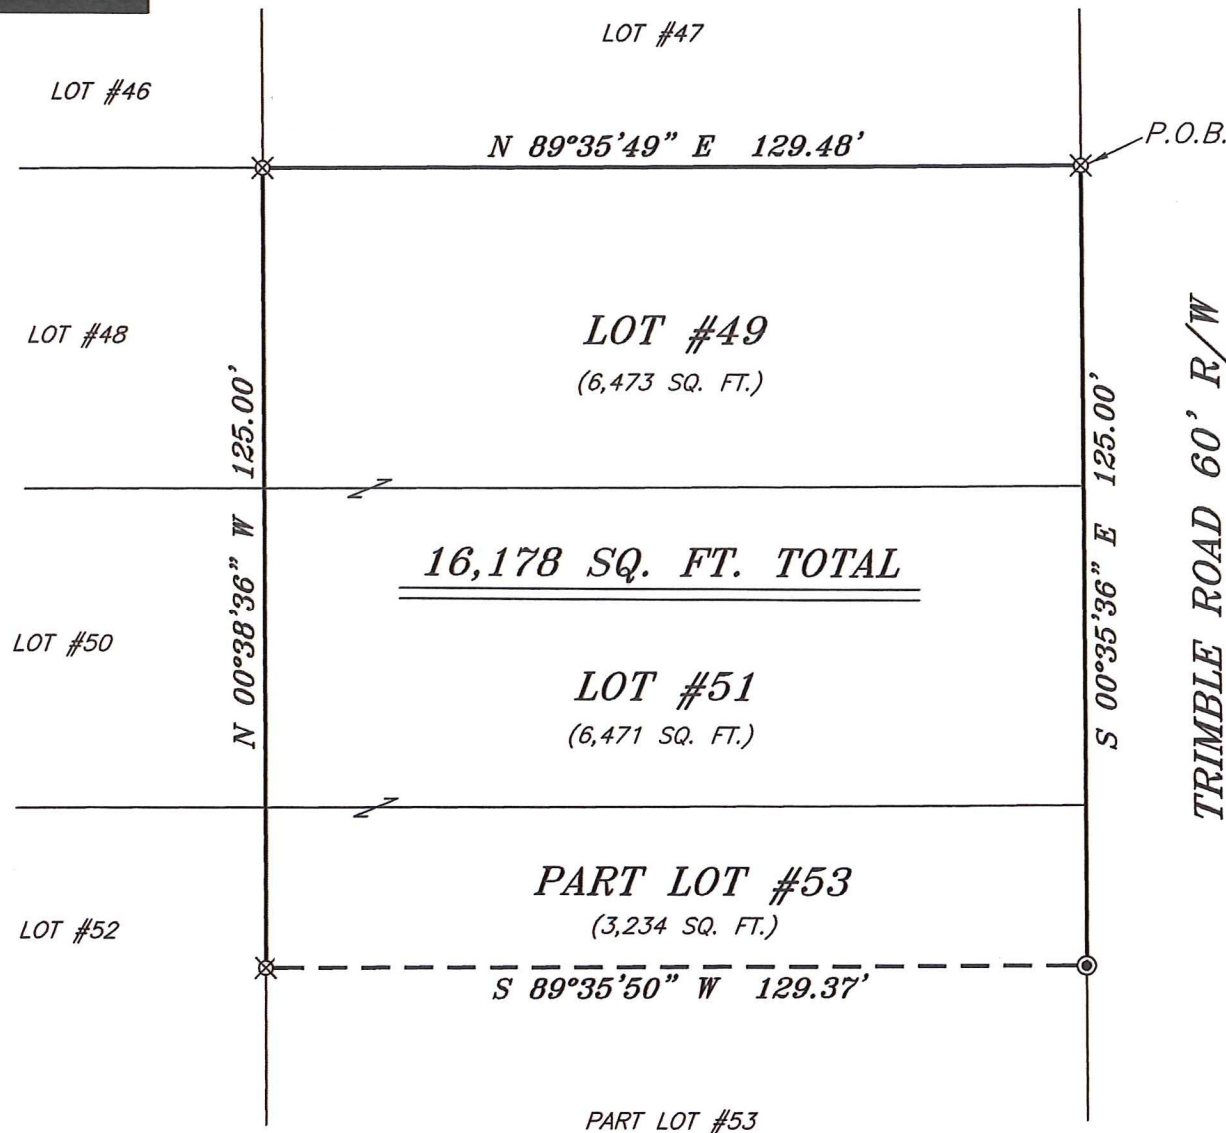 LOT #47
LOT #46
N 89°35'49" E 129.48'
P.O.B.
LOT #48
LOT #49
(6,473 SQ. FT.)
N 00°38'36" W 125.00'
S 00°35'36" E 125.00'
TRIMBLE ROAD 60' R/W
16,178 SQ. FT. TOTAL
LOT #50
LOT #51
(6,471 SQ. FT.)
PART LOT #53
(3,234 SQ. FT.)
LOT #52
S 89°35'50" W 129.37'
PART LOT #53